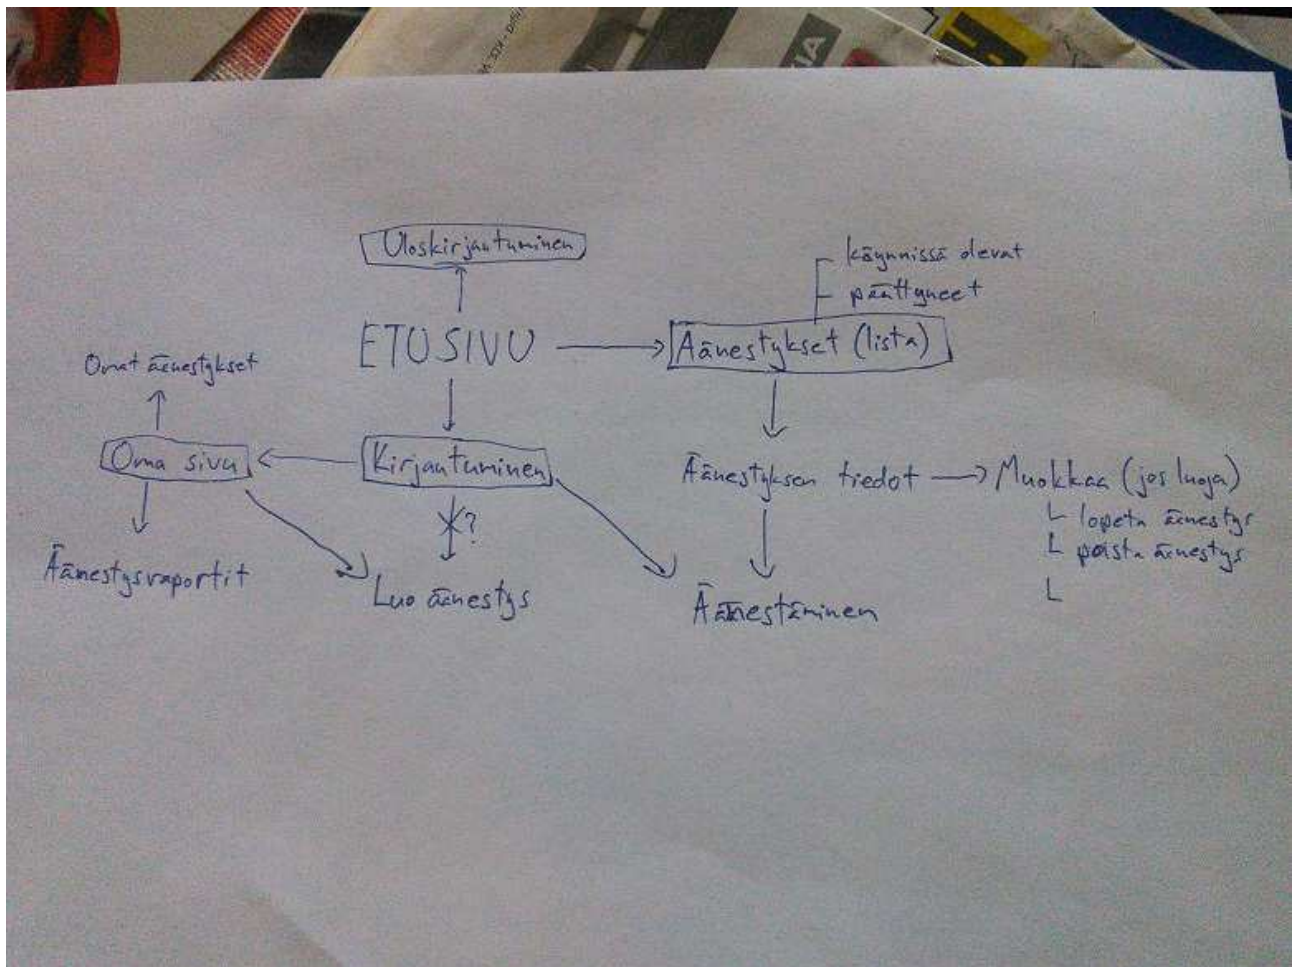 Uloskirjautuminen
käynnissä olevat
päättyneet
ETUSIVU
Äänestykset (lista)
Omat äänestykset
Oma sivu
Kirjautuminen
Äänestyksen tiedot
Muokkaa (jos luoja)
lopeta äänestys
poista äänestys
?
Äänestysraportit
Luo äänestys
Äänestäminen